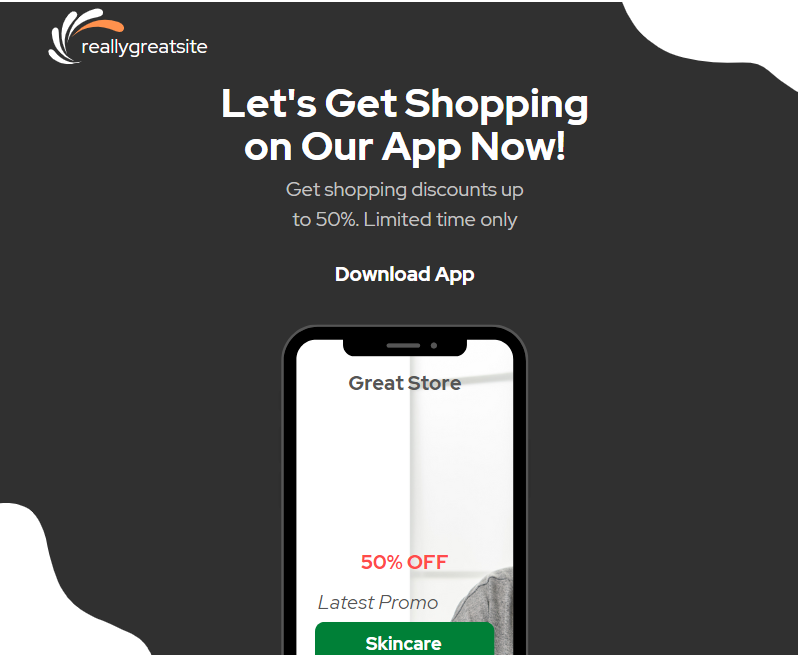 reallygreatsite
Let's Get Shopping
on Our App Now!
Get shopping discounts up
to 50%. Limited time only
Download App
Great Store
50% OFF
Latest Promo
Skincare